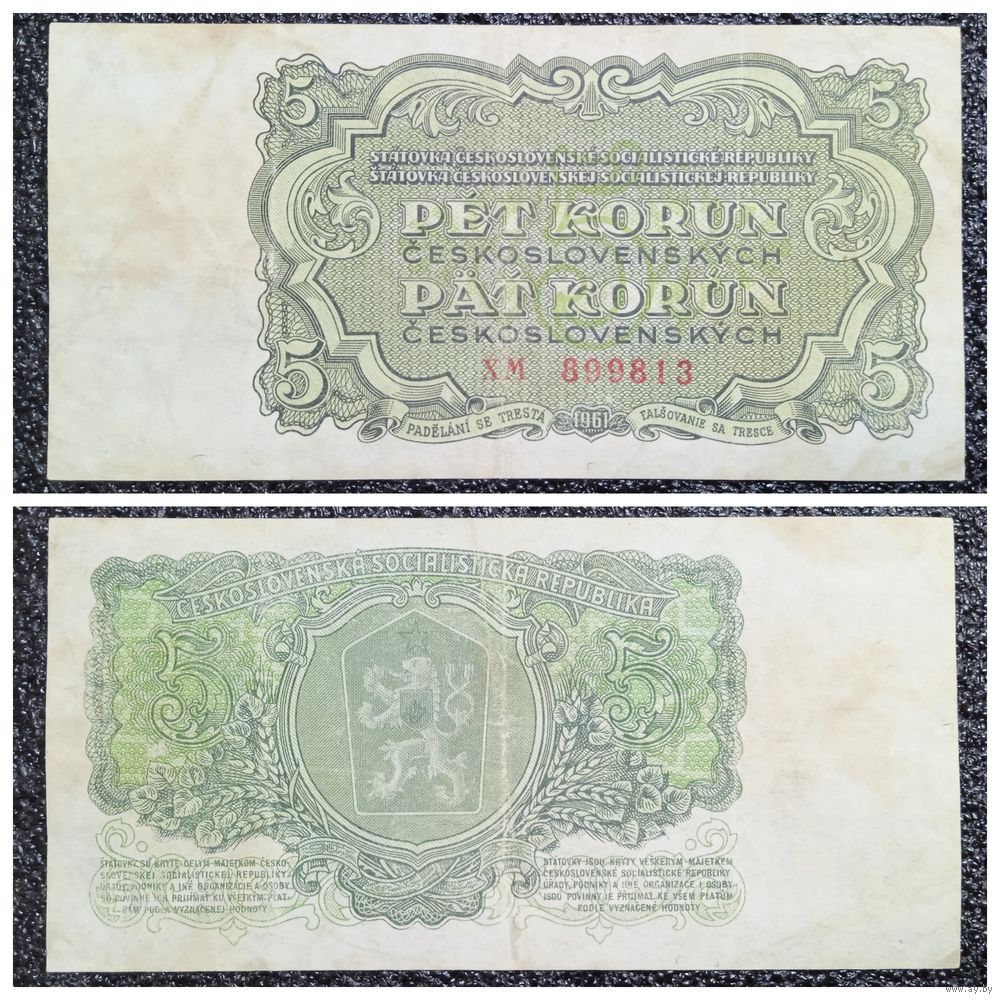 5 5
STÁTOVKA ČESKOSLOVENSKÉ SOCIALISTICKÉ REPUBLIKY
ŠTÁTOVKA ČESKOSLOVENSKEJ SOCIALISTICKEJ REPUBLIKY
PĚT KORUN
ČESKOSLOVENSKÝCH
PÄŤ KORÚN
ČESKOSLOVENSKÝCH
5 5
XM 899813
PADĚLÁNÍ SE TRESTÁ 1961 FALŠOVANIE SA TRESCE
ČESKOSLOVENSKÁ SOCIALISTICKÁ REPUBLIKA
5 5
ŠTÁTOVKY SÚ KRYTÉ CELÝM MAJETKOM ČESKO-
SLOVENSKEJ SOCIALISTICKEJ REPUBLIKY.
ÚRADY, PODNIKY A INÉ ORGANIZÁCIE A OSOBY
SÚ POVINNÉ ICH PRIJÍMAŤ KU VŠETKÝM PLAT-
BÁM PODĽA VYZNAČENEJ HODNOTY
STÁTOVKY JSOU KRYTY VEŠKERÝM MAJETKEM
ČESKOSLOVENSKÉ SOCIALISTICKÉ REPUBLIKY
ÚŘADY, PODNIKY A JINÉ ORGANIZACE I OSOBY
JSOU POVINNY JE PŘIJÍMAT KE VŠEM PLATŮM
PODLE VYZNAČENÉ HODNOTY
www.ay.by